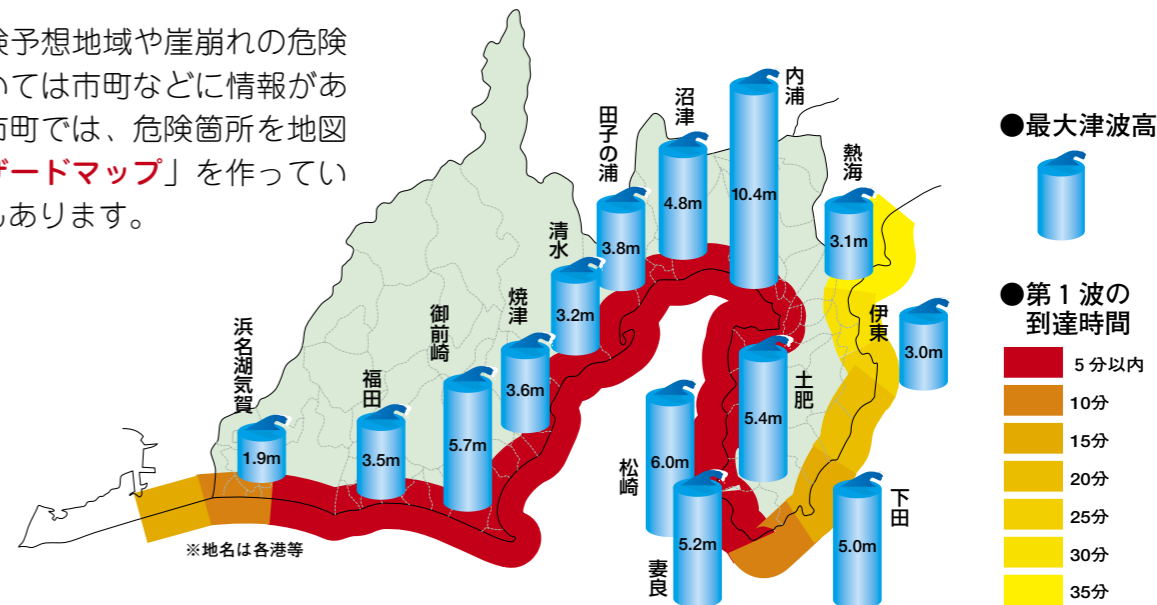 険予想地域や崖崩れの危険
いては市町などに情報があ
市町では、危険箇所を地図
ザードマップ」を作ってい
もあります。
浜名湖気賀
1.9m
福田
3.5m
御前崎
5.7m
焼津
3.6m
清水
3.2m
田子の浦
3.8m
沼津
4.8m
内浦
10.4m
熱海
3.1m
伊東
3.0m
土肥
5.4m
松崎
6.0m
妻良
5.2m
下田
5.0m
※地名は各港等
●最大津波高
●第1波の
到達時間
5分以内
10分
15分
20分
25分
30分
35分